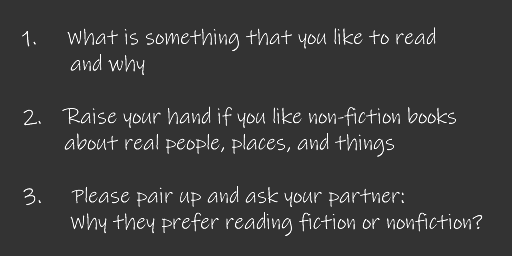 1. What is something that you like to read
and why
2. Raise your hand if you like non-fiction books
about real people, places, and things
3. Please pair up and ask your partner:
Why they prefer reading fiction or nonfiction?